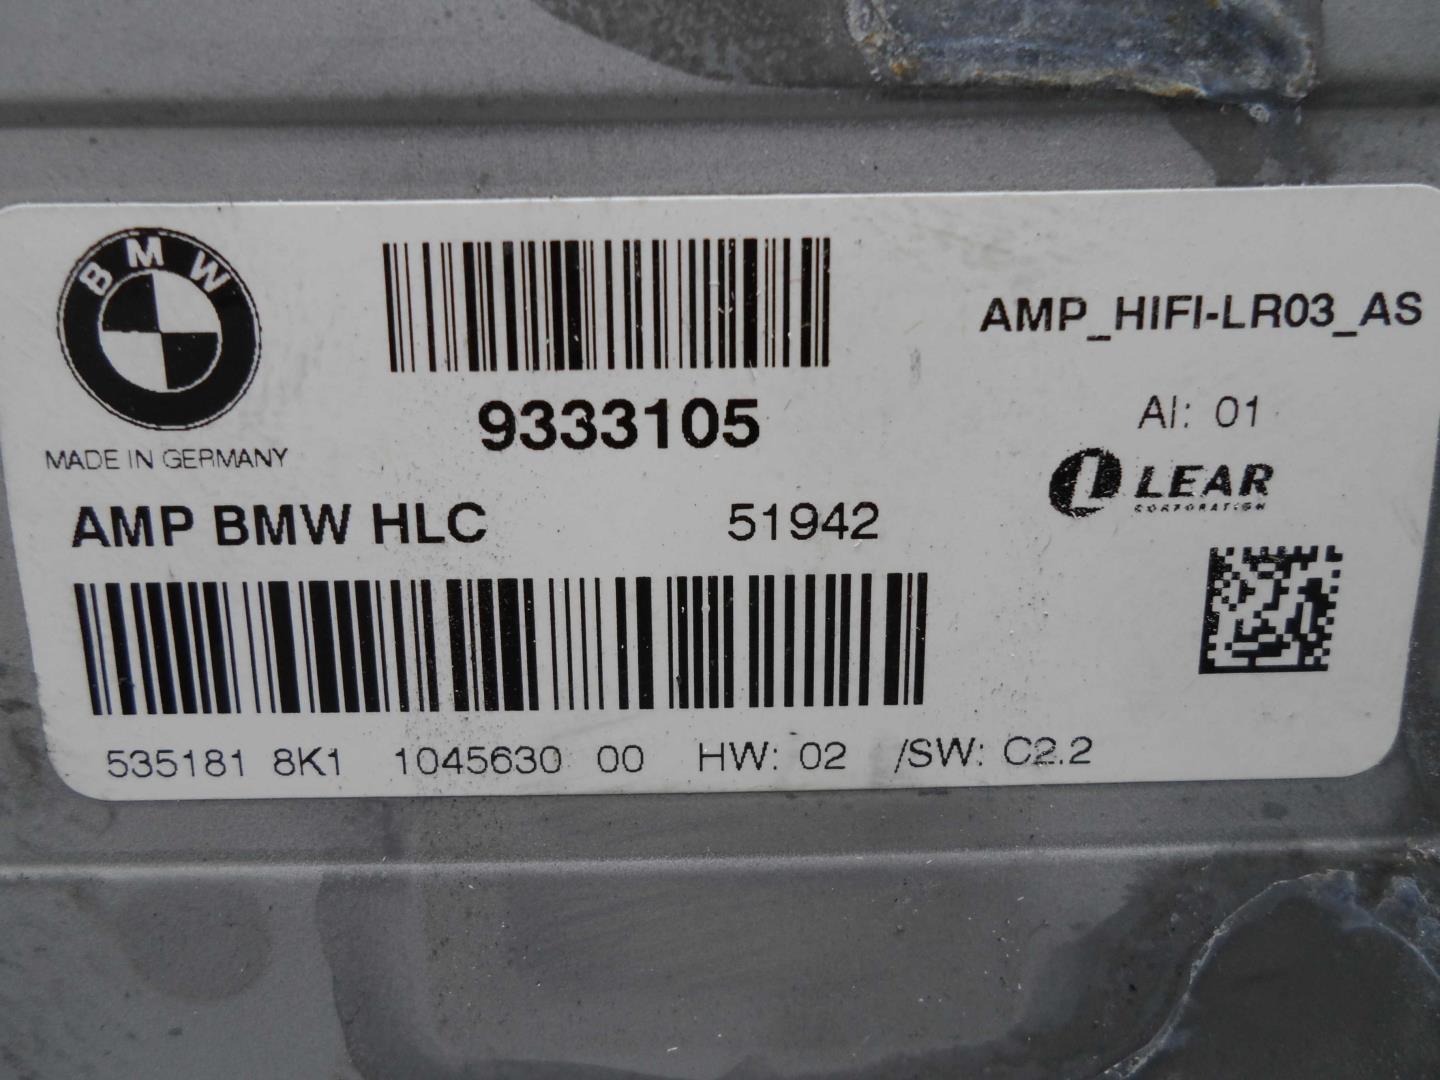 BMW
AMP_HIFI-LR03_AS
9333105
AI: 01
MADE IN GERMANY
LEAR
CORPORATION
AMP BMW HLC 51942
535181 8K1 1045630 00 HW: 02 /SW: C2.2